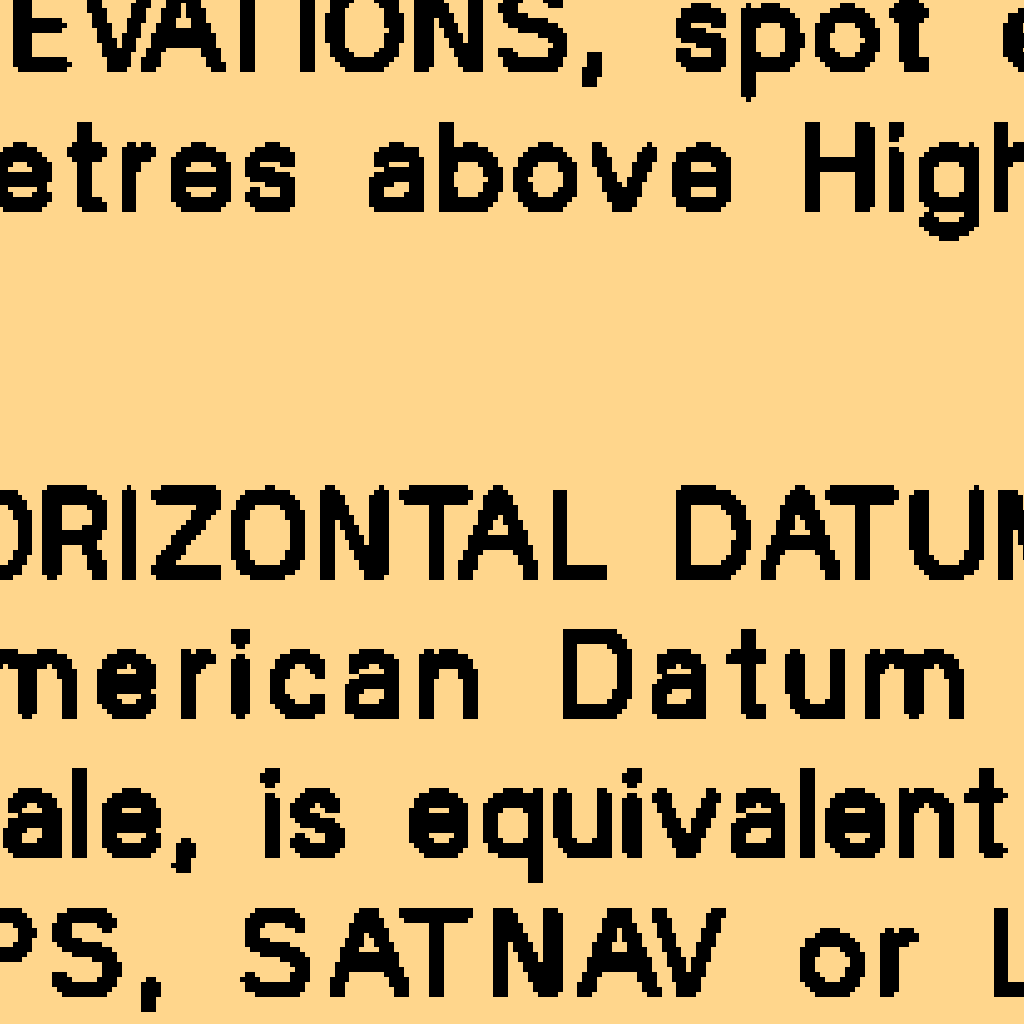 EVATIONS, spot e
etres above High
ORIZONTAL DATUM
merican Datum
ale, is equivalent
PS, SATNAV or L